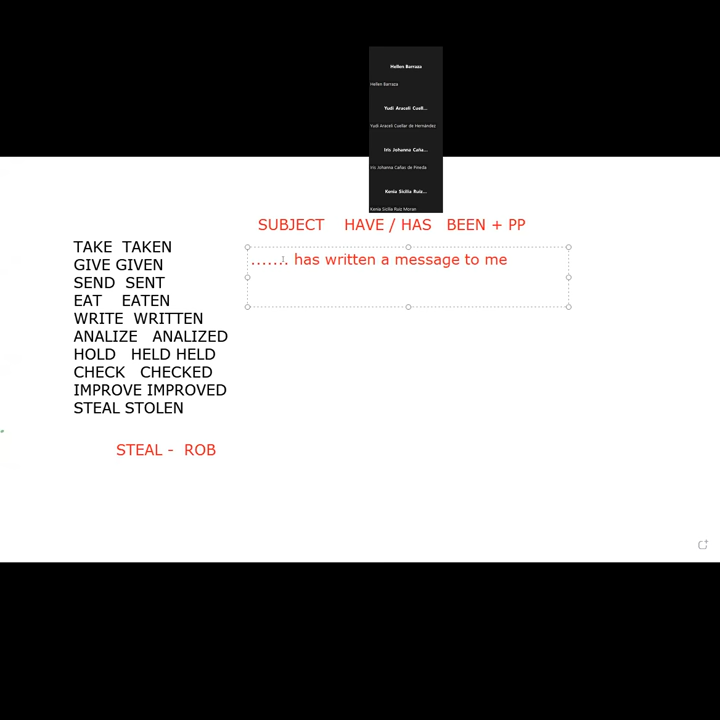 Hellen Barraza
Hellen Barraza
Yudi Araceli Cuell...
Yudi Araceli Cuellar de Hernández
Iris Johanna Caña...
Iris Johanna Cañas de Pineda
Kenia Sicilia Ruiz...
Kenia Sicilia Ruiz Moran
SUBJECT HAVE / HAS BEEN + PP
TAKE TAKEN
GIVE GIVEN
SEND SENT
EAT EATEN
WRITE WRITTEN
ANALIZE ANALIZED
HOLD HELD HELD
CHECK CHECKED
IMPROVE IMPROVED
STEAL STOLEN
....... has written a message to me
STEAL - ROB